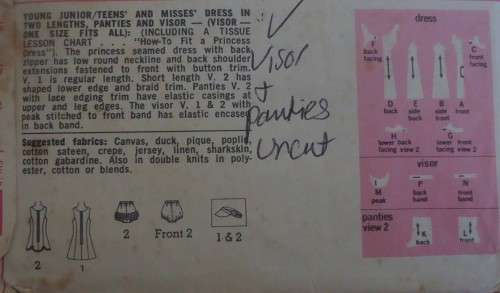 YOUNG JUNIOR/TEENS' AND MISSES' DRESS IN
TWO LENGTHS, PANTIES AND VISOR — (VISOR —
ONE SIZE FITS ALL): (INCLUDING A TISSUE
LESSON CHART . . . . "How-To Fit a Princess
Dress"). The princess seamed dress with back
zipper has low round neckline and back shoulder
extensions fastened to front with button trim.
V. 1 is regular length. Short length V. 2 has
shaped lower edge and braid trim. Panties V. 2
with lace edging trim have elastic casings at
upper and leg edges. The visor V. 1 & 2 with
peak stitched to front band has elastic encased
in back band.
Suggested fabrics: Canvas, duck, pique, poplin,
cotton sateen, crepe, jersey, linen, sharkskin,
cotton gabardine. Also in double knits in poly-
ester, cotton or blends.
2
1
2
Front 2
1 & 2
Visor
+
panties
uncut
dress
F
back
facing
C
front
facing
D
back
E
side
back
B
side
front
A
front
H
lower back
facing view 2
G
lower front
facing view 2
visor
M
peak
P
back
band
N
front
band
panties
view 2
K
back
L
front